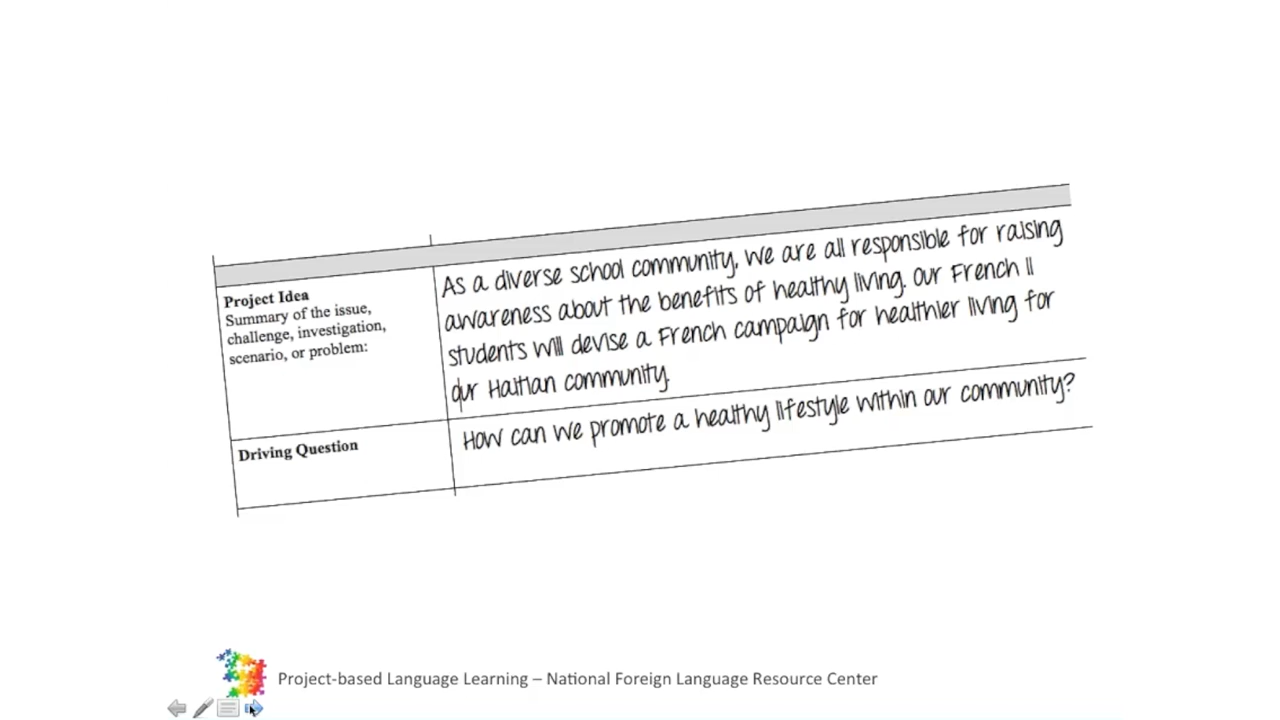 Project Idea
Summary of the issue,
challenge, investigation,
scenario, or problem:
As a diverse school community, we are all responsible for raising
awareness about the benefits of healthy living. Our French II
students will devise a French campaign for healthier living for
our Haitian community.
Driving Question
How can we promote a healthy lifestyle within our community?
Project-based Language Learning – National Foreign Language Resource Center